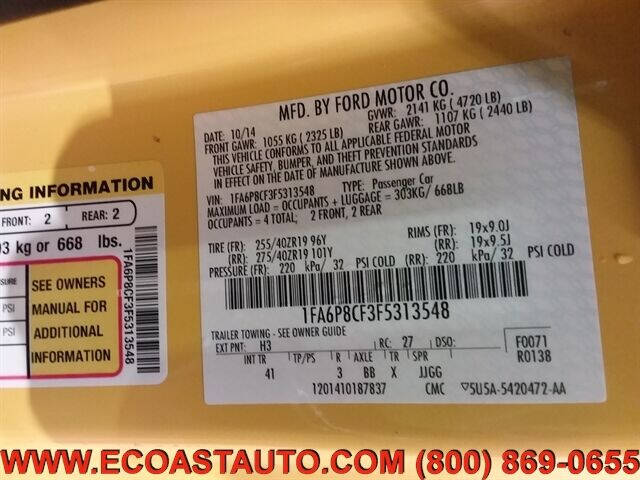 MFD. BY FORD MOTOR CO.
DATE: 10/14 GVWR: 2141 KG (4720 LB)
FRONT GAWR: 1055 KG (2325 LB) REAR GAWR: 1107 KG (2440 LB)
THIS VEHICLE CONFORMS TO ALL APPLICABLE FEDERAL MOTOR
VEHICLE SAFETY, BUMPER, AND THEFT PREVENTION STANDARDS
IN EFFECT ON THE DATE OF MANUFACTURE SHOWN ABOVE.
VIN: 1FA6P8CF3F5313548 TYPE: Passenger Car
MAXIMUM LOAD = OCCUPANTS + LUGGAGE = 303KG/ 668LB
OCCUPANTS = 4 TOTAL; 2 FRONT, 2 REAR
TIRE (FR): 255/40ZR19 96Y RIMS (FR): 19x9.0J
(RR): 275/40ZR19 101Y (RR): 19x9.5J
PRESSURE (FR): 220 kPa/ 32 PSI COLD (RR): 220 kPa/ 32 PSI COLD
1FA6P8CF3F5313548
TRAILER TOWING - SEE OWNER GUIDE
EXT PNT: H3 RC: 27 DSO: F0071
R0138
INT TR TP/PS R AXLE TR SPR
41 3 BB X JJGG
1201410187837 CMC 5U5A-5420472-AA
NG INFORMATION
FRONT: 2 REAR: 2
03 kg or 668 lbs.
SURE
PSI
PSI
SEE OWNERS
MANUAL FOR
ADDITIONAL
INFORMATION
1FA6P8CF3F5313548
WWW.ECOASTAUTO.COM (800) 869-0655